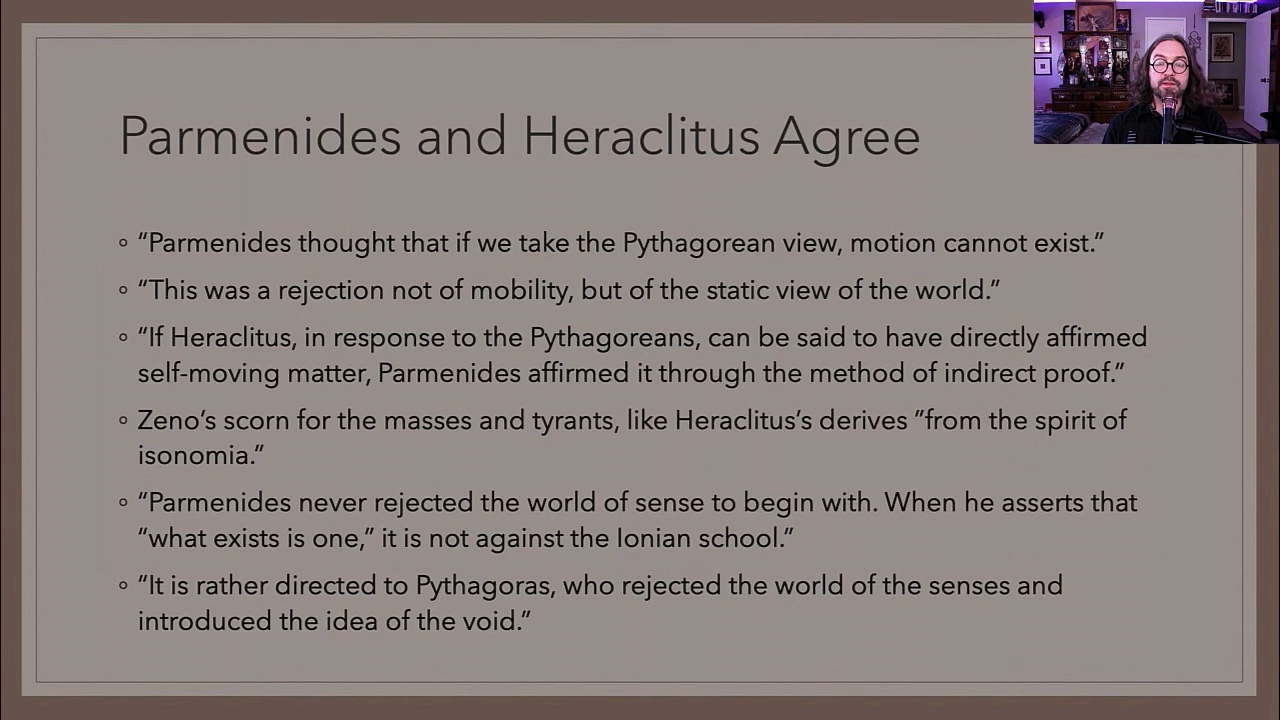 Parmenides and Heraclitus Agree
◦ “Parmenides thought that if we take the Pythagorean view, motion cannot exist.”
◦ “This was a rejection not of mobility, but of the static view of the world.”
◦ “If Heraclitus, in response to the Pythagoreans, can be said to have directly affirmed
self-moving matter, Parmenides affirmed it through the method of indirect proof.”
◦ Zeno’s scorn for the masses and tyrants, like Heraclitus’s derives “from the spirit of
isonomia.”
◦ “Parmenides never rejected the world of sense to begin with. When he asserts that
“what exists is one,” it is not against the Ionian school.”
◦ “It is rather directed to Pythagoras, who rejected the world of the senses and
introduced the idea of the void.”